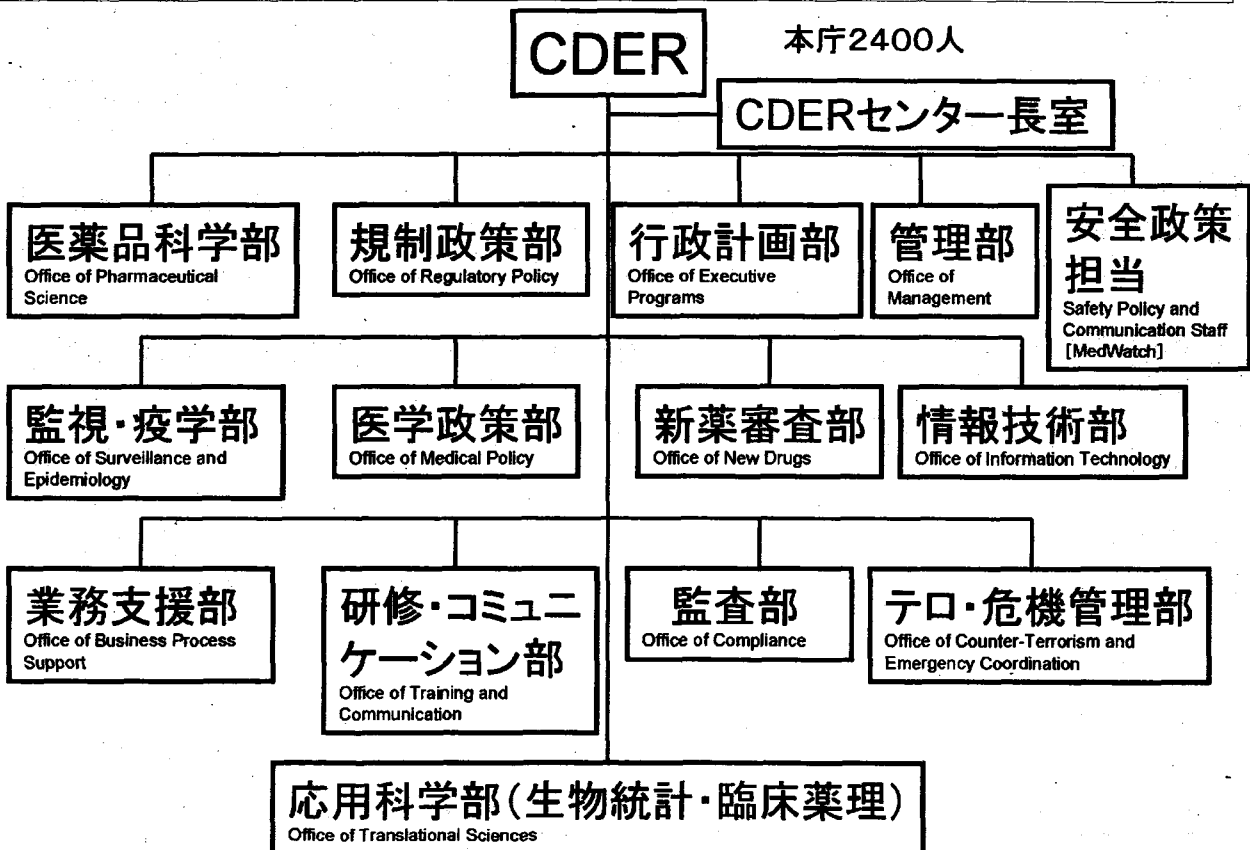 CDER
本庁2400人
CDERセンター長室
医薬品科学部
Office of Pharmaceutical
Science
規制政策部
Office of Regulatory Policy
行政計画部
Office of Executive
Programs
管理部
Office of
Management
安全政策
担当
Safety Policy and
Communication Staff
[MedWatch]
監視・疫学部
Office of Surveillance and
Epidemiology
医学政策部
Office of Medical Policy
新薬審査部
Office of New Drugs
情報技術部
Office of Information Technology
業務支援部
Office of Business Process
Support
研修・コミュニ
ケーション部
Office of Training and
Communication
監査部
Office of Compliance
テロ・危機管理部
Office of Counter-Terrorism and
Emergency Coordination
応用科学部(生物統計・臨床薬理)
Office of Translational Sciences